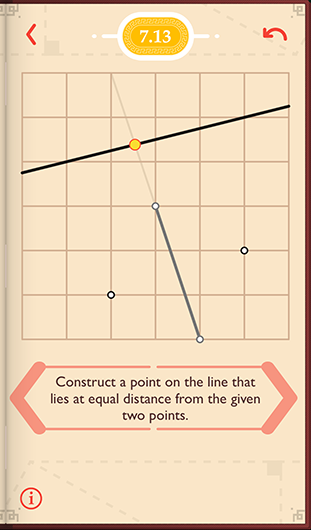 7.13
Construct a point on the line that
lies at equal distance from the given
two points.
i